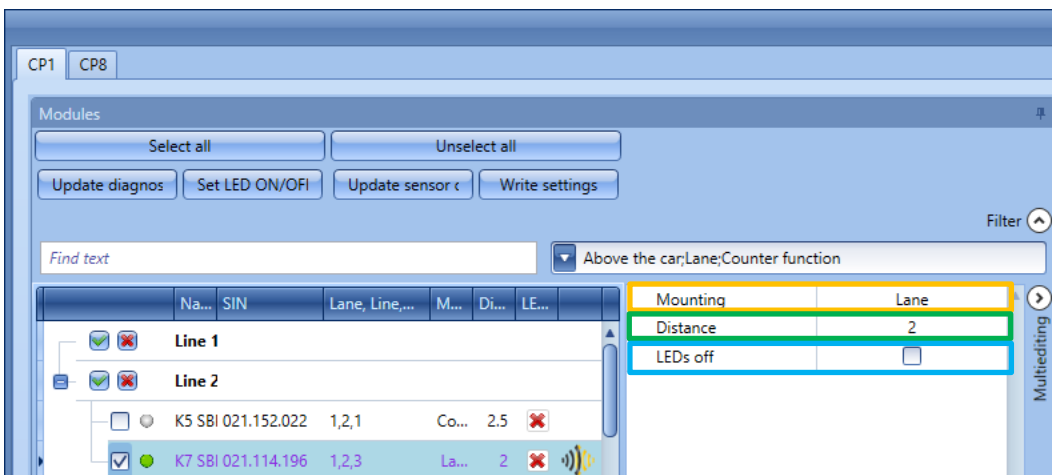 CP1 CP8
Modules
Select all Unselect all
Update diagnos Set LED ON/OFI Update sensor c Write settings
Filter
Find text Above the car;Lane;Counter function
Na... SIN Lane, Line,... M... Di... LE... Mounting Lane
Distance 2
Line 1 LEDs off
Line 2
K5 SBI 021.152.022 1,2,1 Co... 2.5
K7 SBI 021.114.196 1,2,3 La... 2
Multiediting